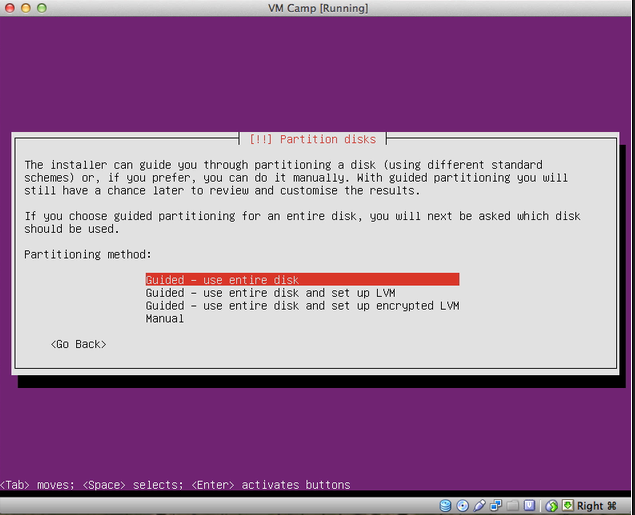 VM Camp [Running]
[!!] Partition disks
The installer can guide you through partitioning a disk (using different standard
schemes) or, if you prefer, you can do it manually. With guided partitioning you will
still have a chance later to review and customise the results.
If you choose guided partitioning for an entire disk, you will next be asked which disk
should be used.
Partitioning method:
Guided – use entire disk
Guided – use entire disk and set up LVM
Guided – use entire disk and set up encrypted LVM
Manual
<Go Back>
<Tab> moves; <Space> selects; <Enter> activates buttons
Right ⌘